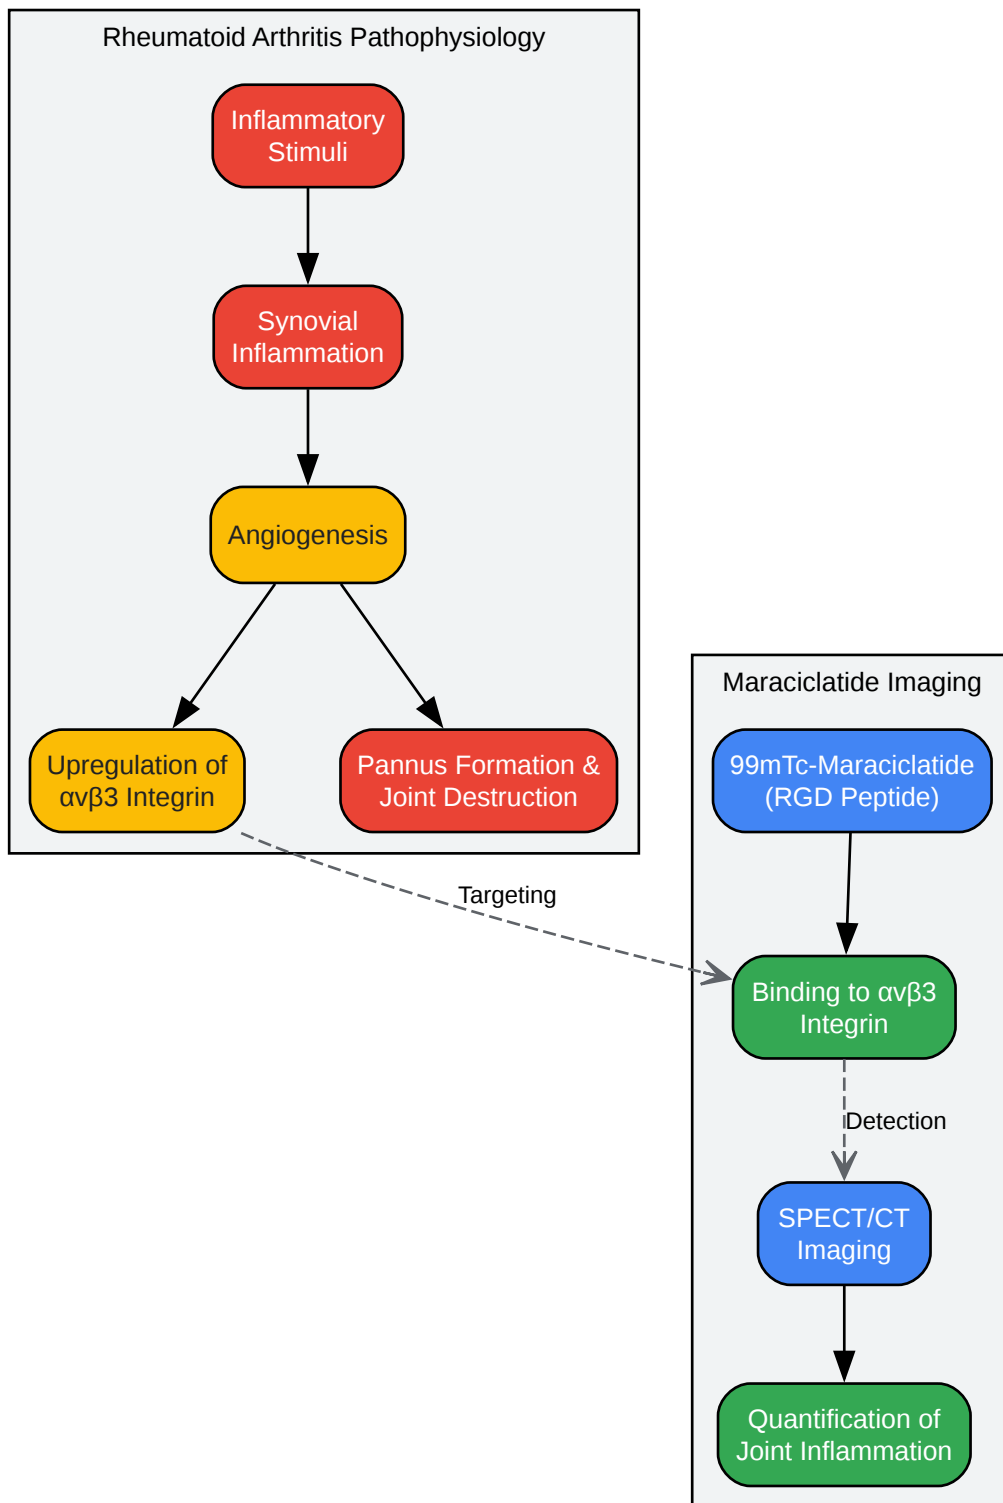 Rheumatoid Arthritis Pathophysiology
Inflammatory
Stimuli
Synovial
Inflammation
Angiogenesis
Upregulation of
αvβ3 Integrin
Pannus Formation &
Joint Destruction
Targeting
Maraciclatide Imaging
99mTc-Maraciclatide
(RGD Peptide)
Binding to αvβ3
Integrin
Detection
SPECT/CT
Imaging
Quantification of
Joint Inflammation